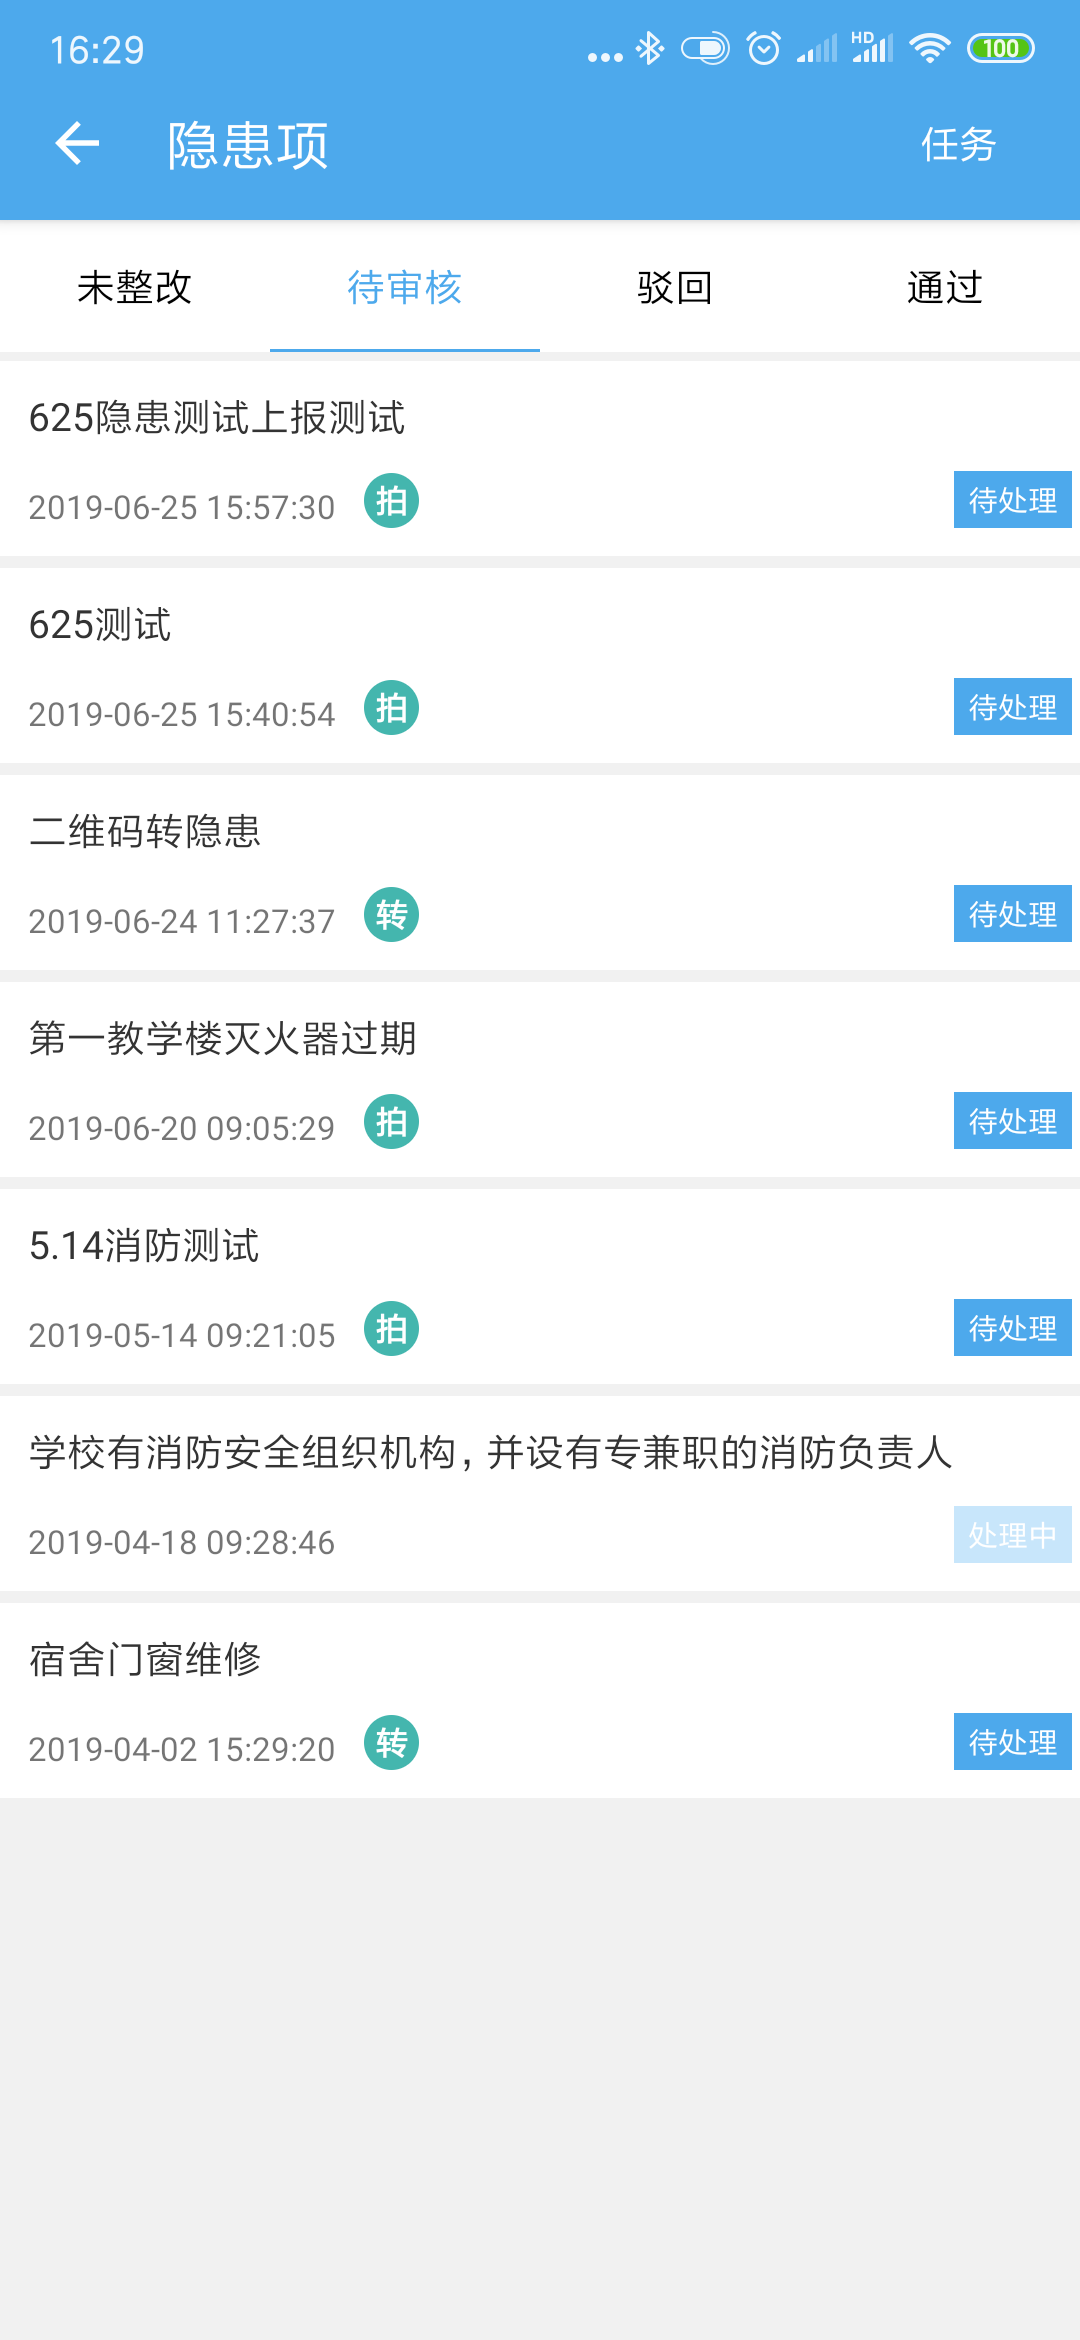 16:29
HD
100
隐患项
任务
未整改 待审核 驳回 通过
625隐患测试上报测试
2019-06-25 15:57:30 拍 待处理
625测试
2019-06-25 15:40:54 拍 待处理
二维码转隐患
2019-06-24 11:27:37 转 待处理
第一教学楼灭火器过期
2019-06-20 09:05:29 拍 待处理
5.14消防测试
2019-05-14 09:21:05 拍 待处理
学校有消防安全组织机构，并设有专兼职的消防负责人
2019-04-18 09:28:46 处理中
宿舍门窗维修
2019-04-02 15:29:20 转 待处理